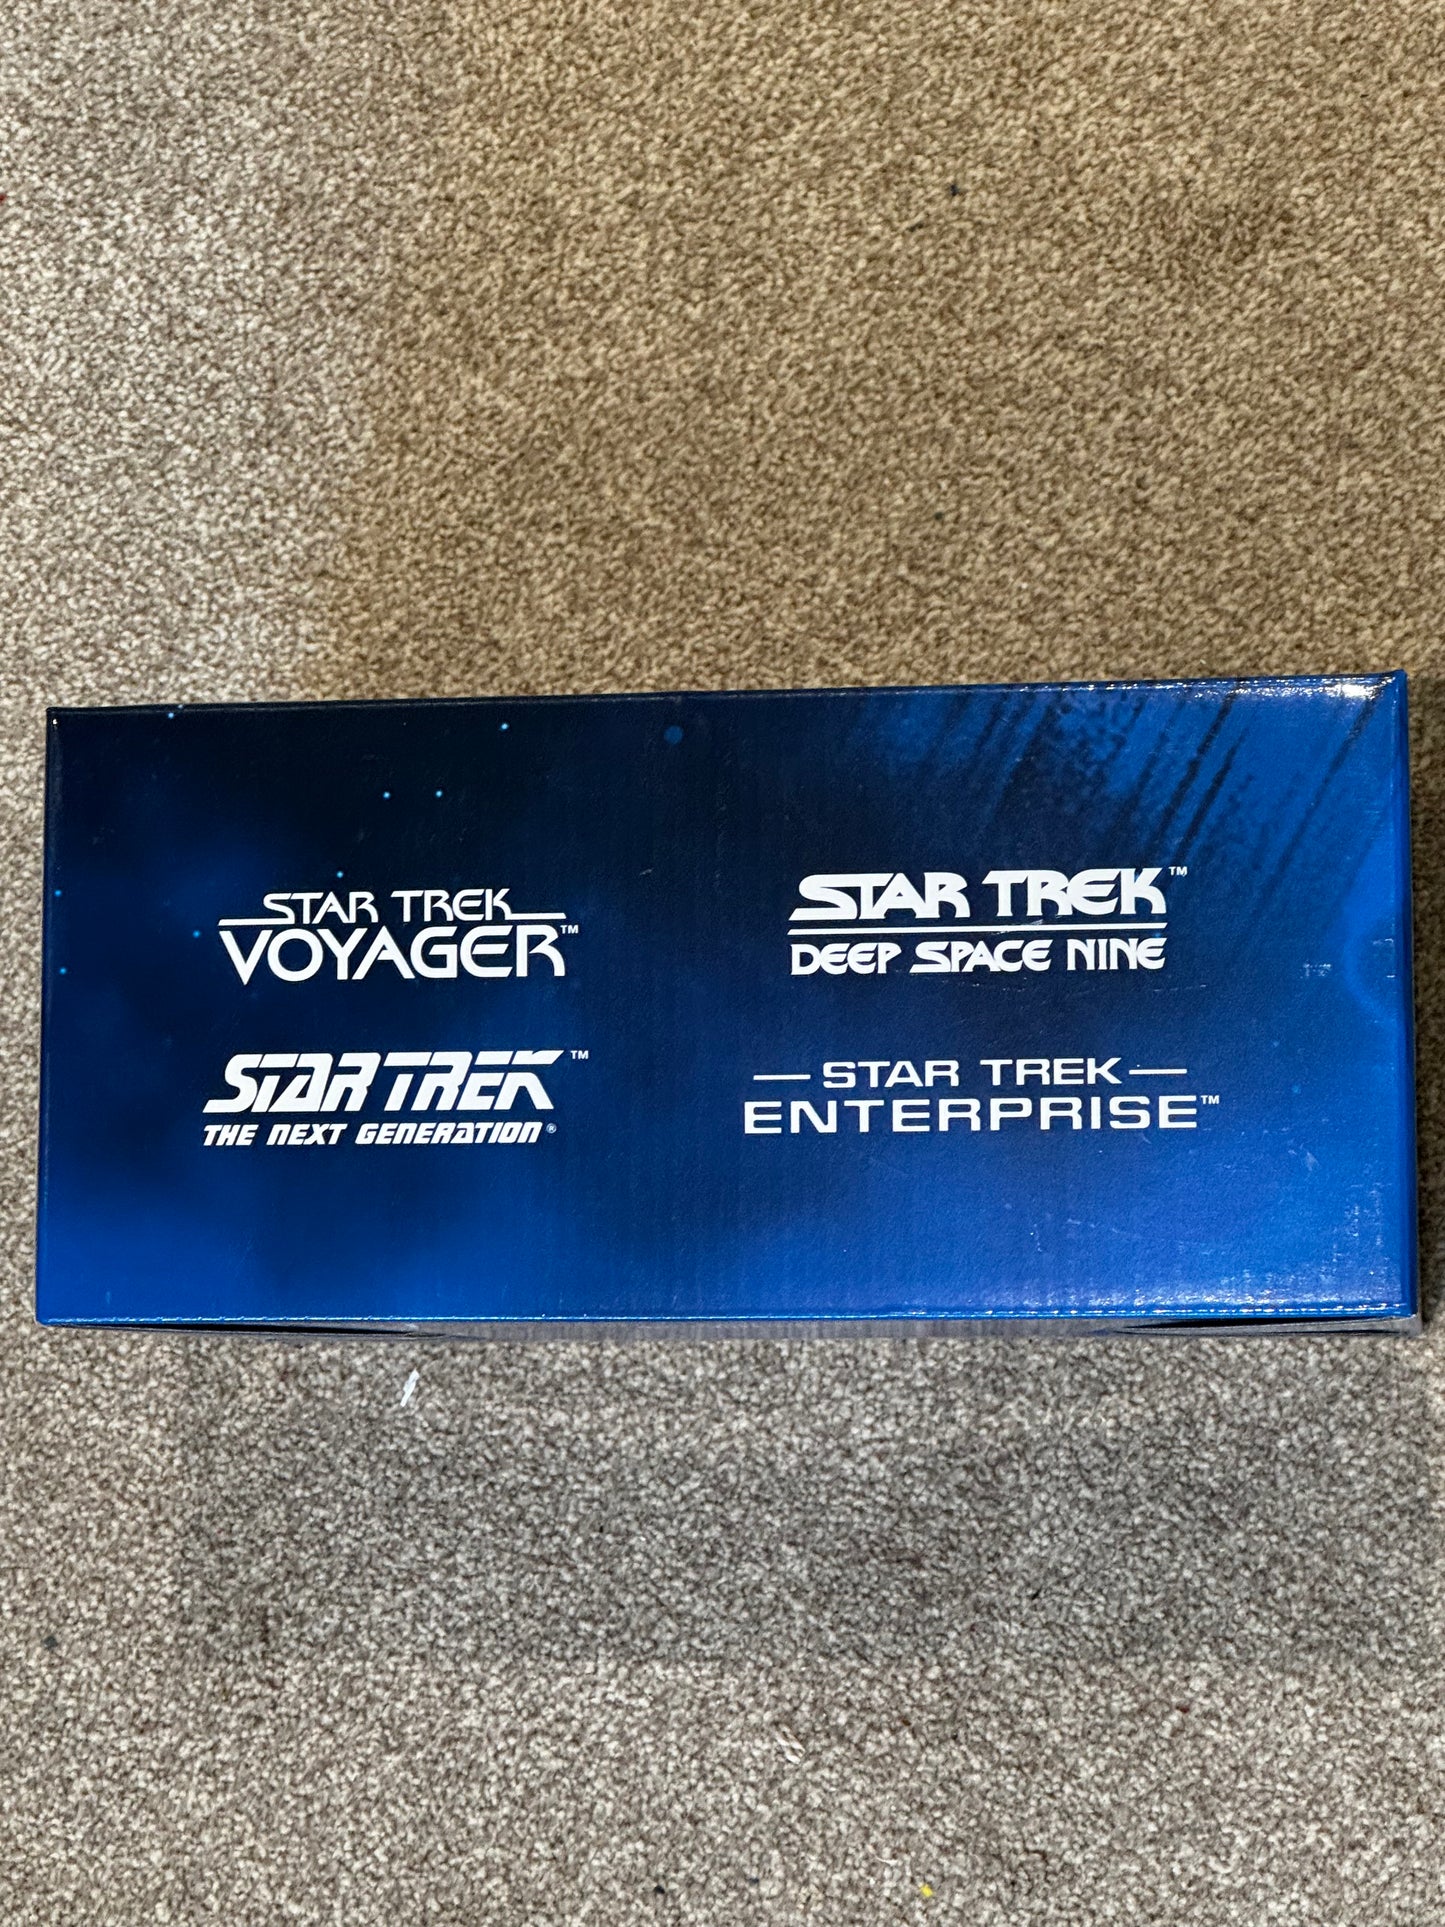 STAR TREK
VOYAGER™
STAR TREK™
DEEP SPACE NINE
STAR TREK™
THE NEXT GENERATION®
STAR TREK
ENTERPRISE™